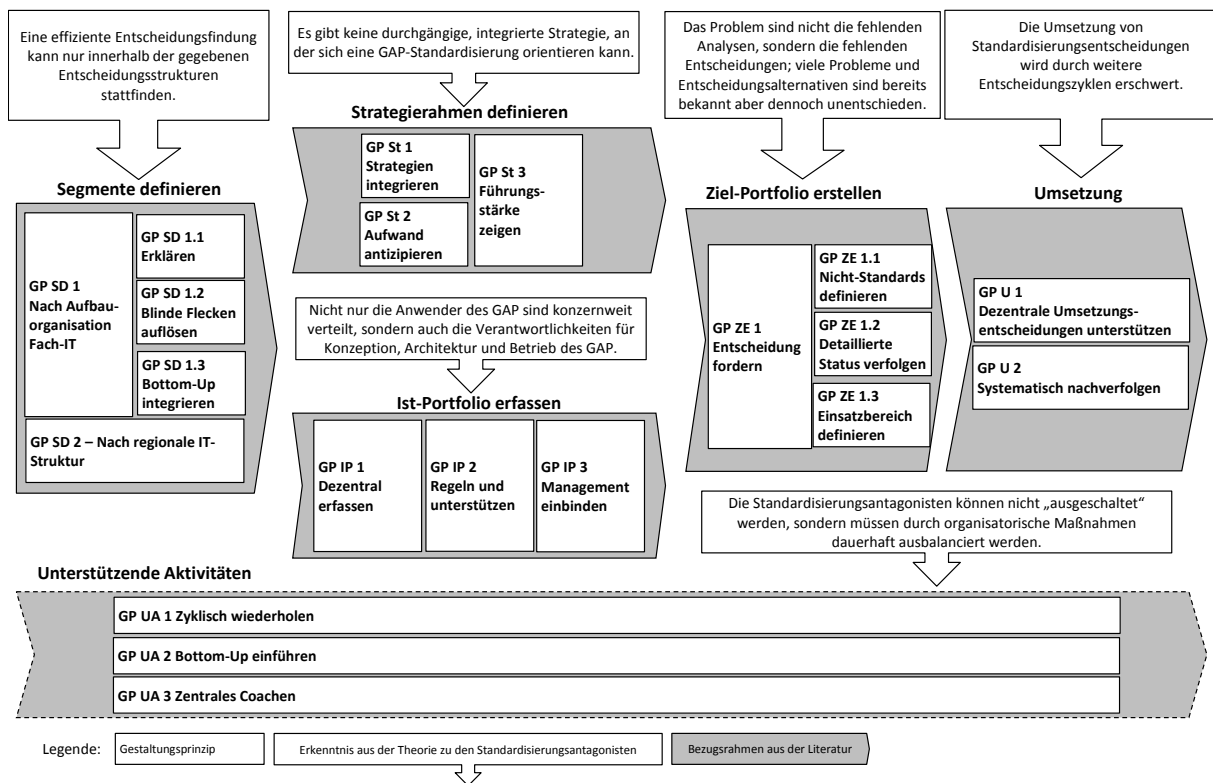 Eine effiziente Entscheidungsfindung
kann nur innerhalb der gegebenen
Entscheidungsstrukturen
stattfinden.
Segmente definieren
GP SD 1
Nach Aufbau-
organisation
Fach-IT
GP SD 1.1
Erklären
GP SD 1.2
Blinde Flecken
auflösen
GP SD 1.3
Bottom-Up
integrieren
GP SD 2 – Nach regionale IT-
Struktur
Es gibt keine durchgängige, integrierte Strategie, an
der sich eine GAP-Standardisierung orientieren kann.
Strategierahmen definieren
GP St 1
Strategien
integrieren
GP St 2
Aufwand
antizipieren
GP St 3
Führungs-
stärke
zeigen
Nicht nur die Anwender des GAP sind konzernweit
verteilt, sondern auch die Verantwortlichkeiten für
Konzeption, Architektur und Betrieb des GAP.
Ist-Portfolio erfassen
GP IP 1
Dezentral
erfassen
GP IP 2
Regeln und
unterstützen
GP IP 3
Management
einbinden
Das Problem sind nicht die fehlenden
Analysen, sondern die fehlenden
Entscheidungen; viele Probleme und
Entscheidungsalternativen sind bereits
bekannt aber dennoch unentschieden.
Ziel-Portfolio erstellen
GP ZE 1
Entscheidung
fordern
GP ZE 1.1
Nicht-Standards
definieren
GP ZE 1.2
Detaillierte
Status verfolgen
GP ZE 1.3
Einsatzbereich
definieren
Die Umsetzung von
Standardisierungsentscheidungen
wird durch weitere
Entscheidungszyklen erschwert.
Umsetzung
GP U 1
Dezentrale Umsetzungs-
entscheidungen unterstützen
GP U 2
Systematisch nachverfolgen
Die Standardisierungsantagonisten können nicht „ausgeschaltet“
werden, sondern müssen durch organisatorische Maßnahmen
dauerhaft ausbalanciert werden.
Unterstützende Aktivitäten
GP UA 1 Zyklisch wiederholen
GP UA 2 Bottom-Up einführen
GP UA 3 Zentrales Coachen
Legende:
Gestaltungsprinzip
Erkenntnis aus der Theorie zu den Standardisierungsantagonisten
Bezugsrahmen aus der Literatur